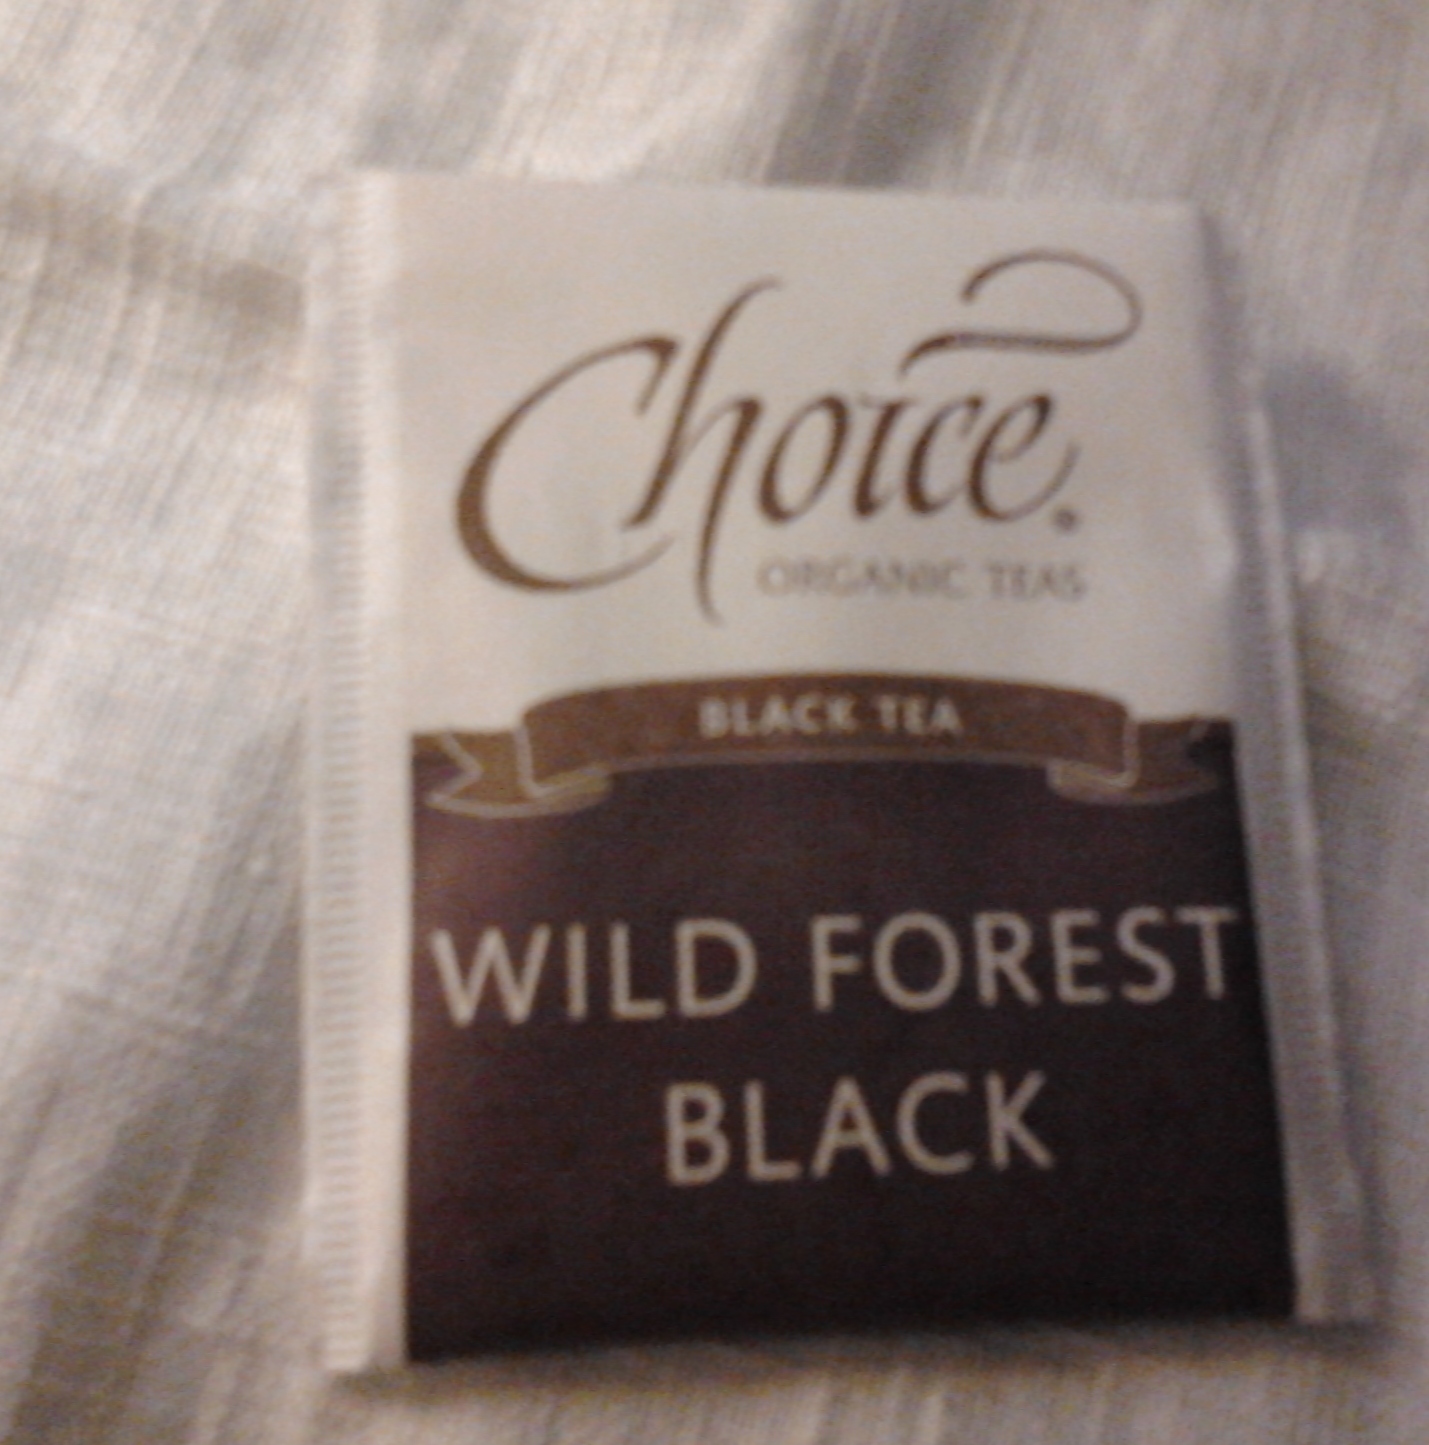 Choice
ORGANIC TEAS
BLACK TEA
WILD FOREST
BLACK